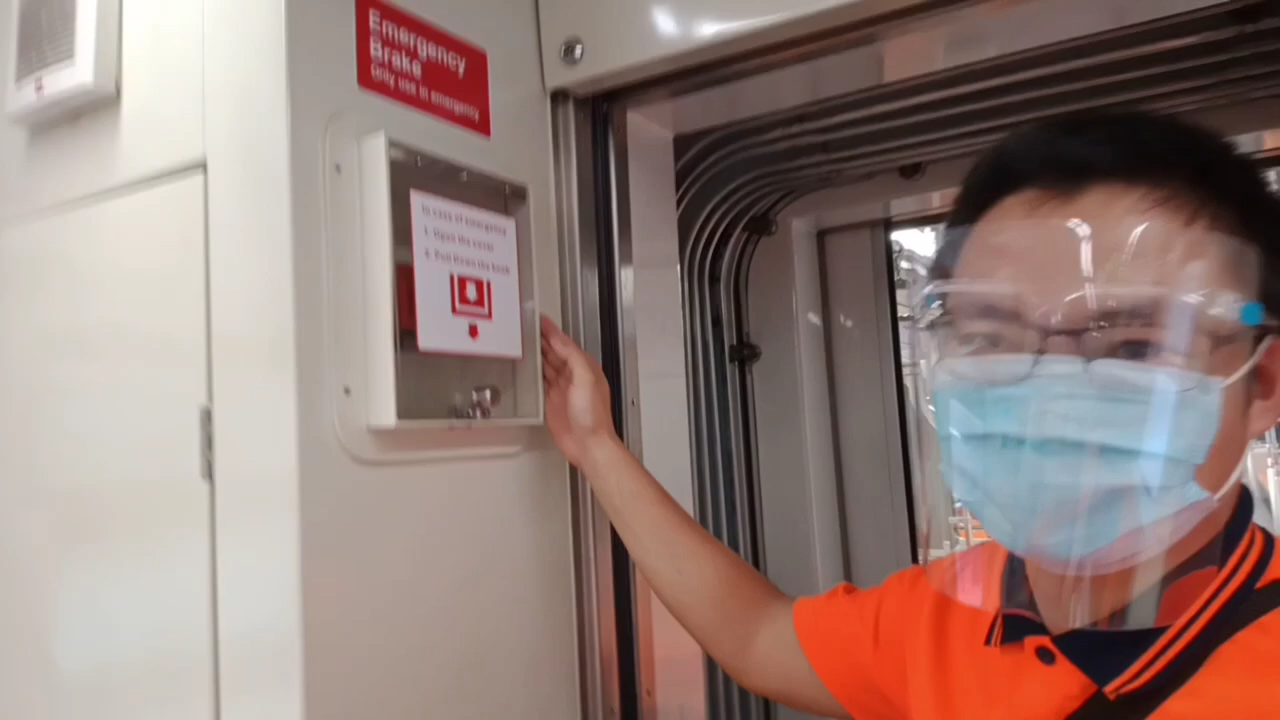 Emergency
Brake
only use in emergency
In case of emergency
1. Open the cover
2. Pull Down the knob